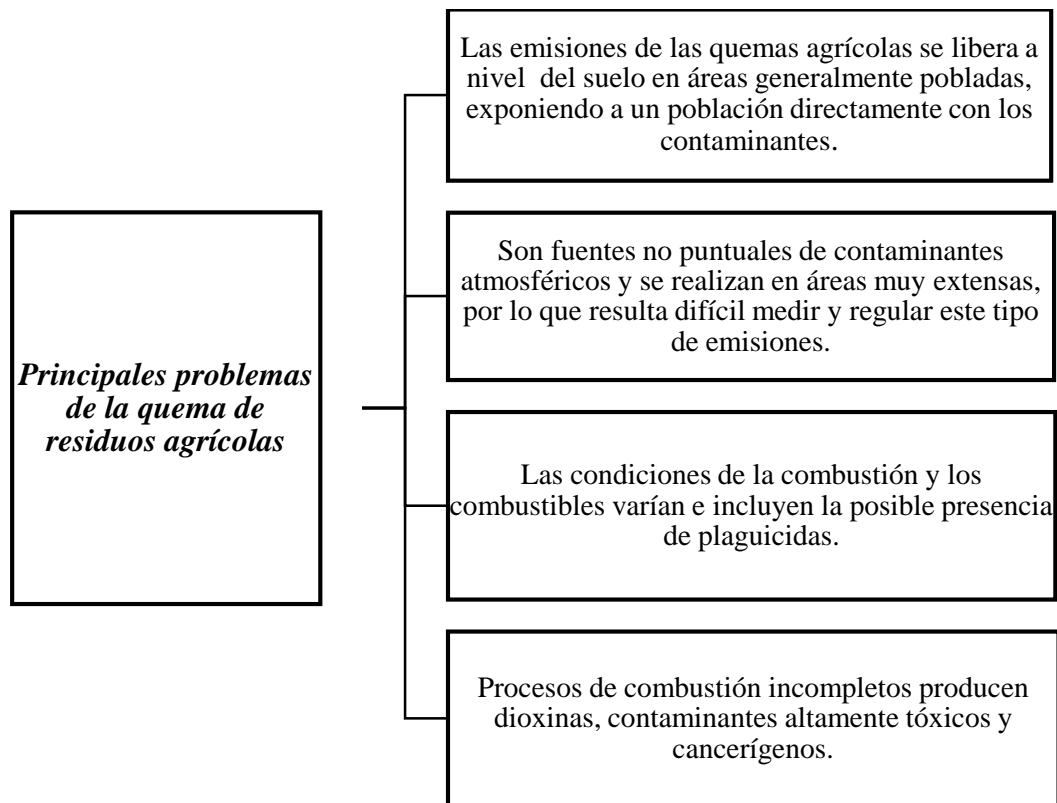 Las emisiones de las quemas agrícolas se libera a
nivel del suelo en áreas generalmente pobladas,
exponiendo a un población directamente con los
contaminantes.
Son fuentes no puntuales de contaminantes
atmosféricos y se realizan en áreas muy extensas,
por lo que resulta difícil medir y regular este tipo
de emisiones.
Principales problemas
de la quema de
residuos agrícolas
Las condiciones de la combustión y los
combustibles varían e incluyen la posible presencia
de plaguicidas.
Procesos de combustión incompletos producen
dioxinas, contaminantes altamente tóxicos y
cancerígenos.